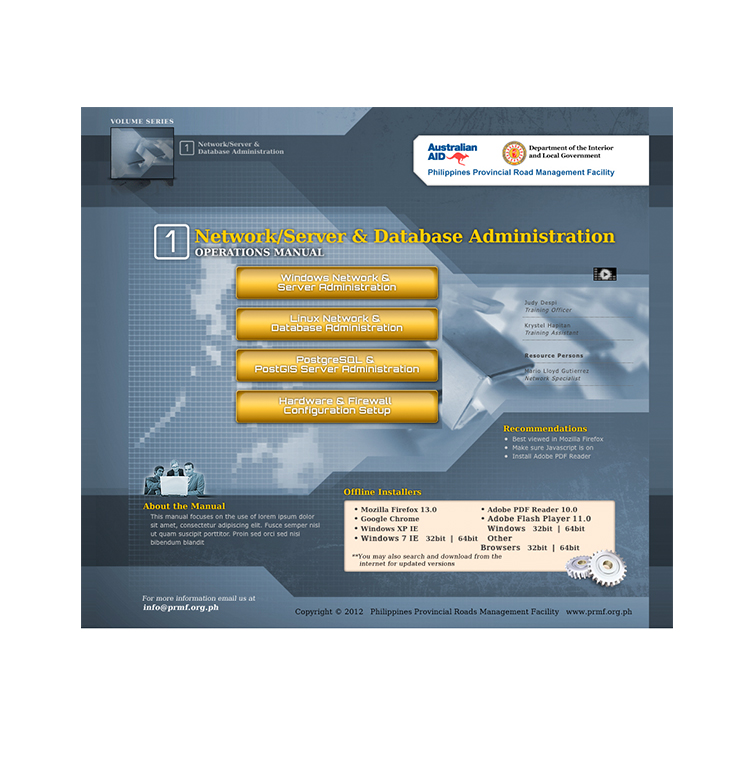 VOLUME SERIES
1
Network/Server &
Database Administration
Australian
AID
Department of the Interior
and Local Government
Philippines Provincial Road Management Facility
1
Network/Server & Database Administration
OPERATIONS MANUAL
Windows Network &
Server Administration
Linux Network &
Database Administration
PostgreSQL &
PostGIS Server Administration
Hardware & Firewall
Configuration Setup
Judy Despi
Training Officer
Krystel Hapitan
Training Assistant
Resource Persons
Mario Lloyd Gutierrez
Network Specialist
Recommendations
• Best viewed in Mozilla Firefox
• Make sure Javascript is on
• Install Adobe PDF Reader
About the Manual
This manual focuses on the use of lorem ipsum dolor
sit amet, consectetur adipiscing elit. Fusce semper nisl
ut quam suscipit porttitor. Proin sed orci sed nisi
bibendum blandit
Offline Installers
• Mozilla Firefox 13.0
• Google Chrome
• Windows XP IE
• Windows 7 IE 32bit | 64bit
• Adobe PDF Reader 10.0
• Adobe Flash Player 11.0
Windows 32bit | 64bit
Other
Browsers 32bit | 64bit
**You may also search and download from the
internet for updated versions
For more information email us at
info@prmf.org.ph
Copyright © 2012 Philippines Provincial Roads Management Facility www.prmf.org.ph